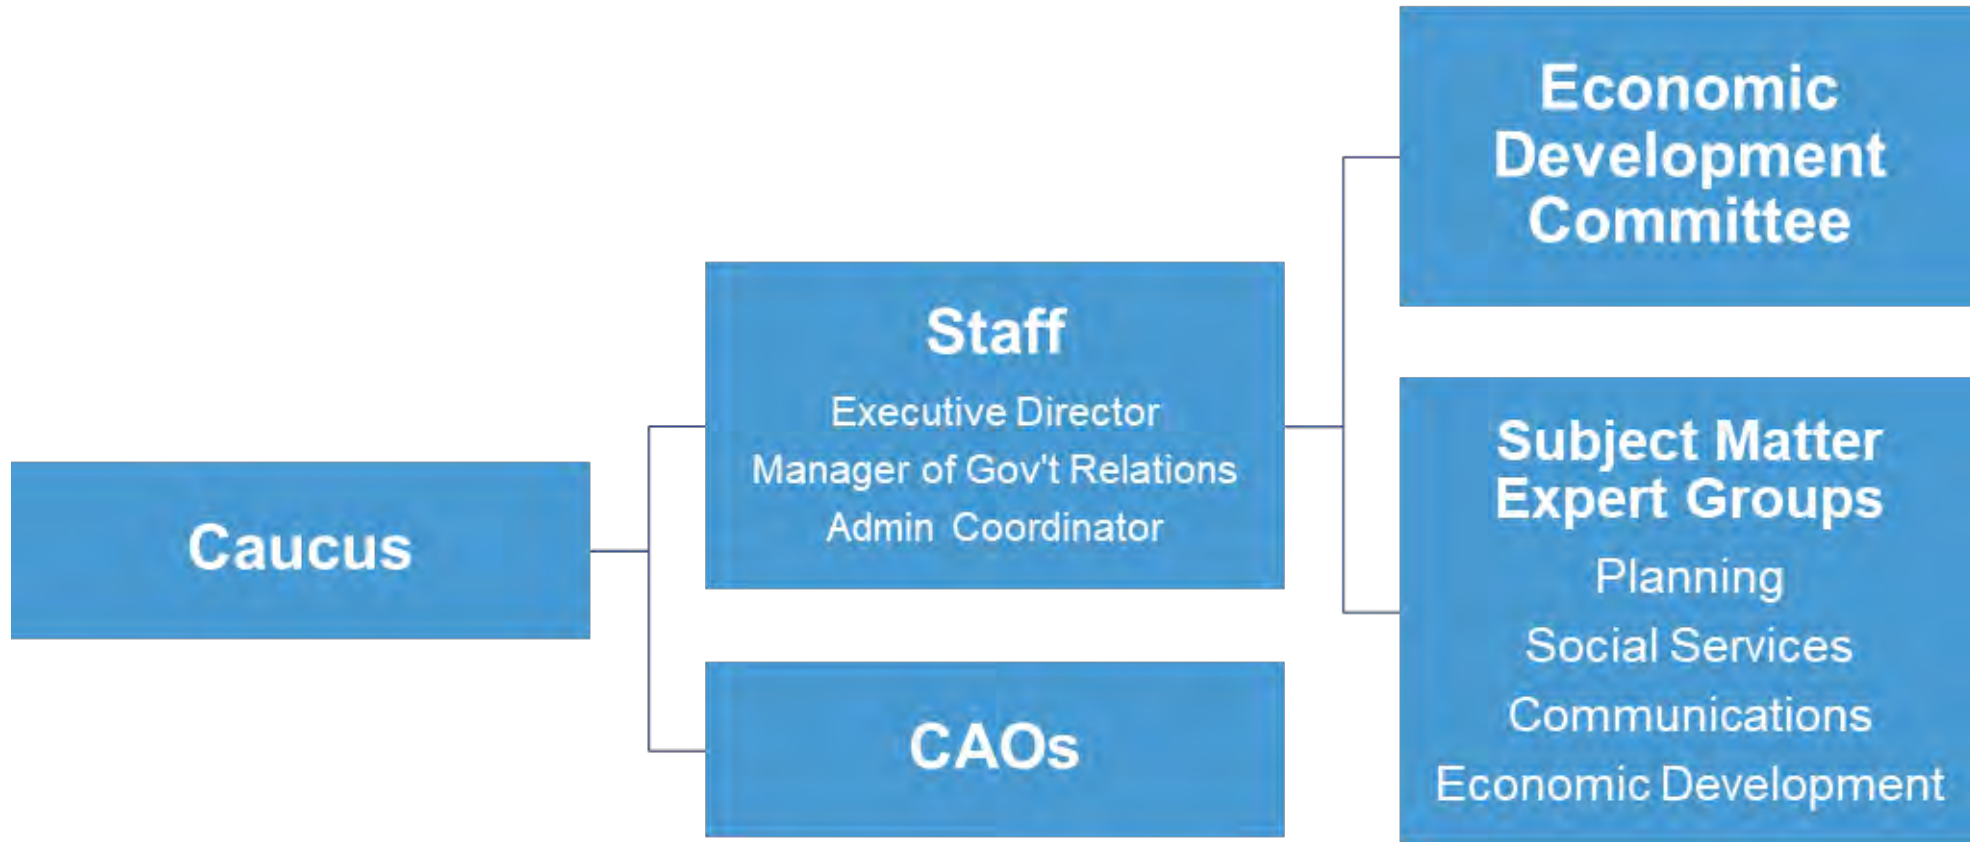 Caucus
Staff
Executive Director
Manager of Gov't Relations
Admin Coordinator
CAOs
Economic
Development
Committee
Subject Matter
Expert Groups
Planning
Social Services
Communications
Economic Development